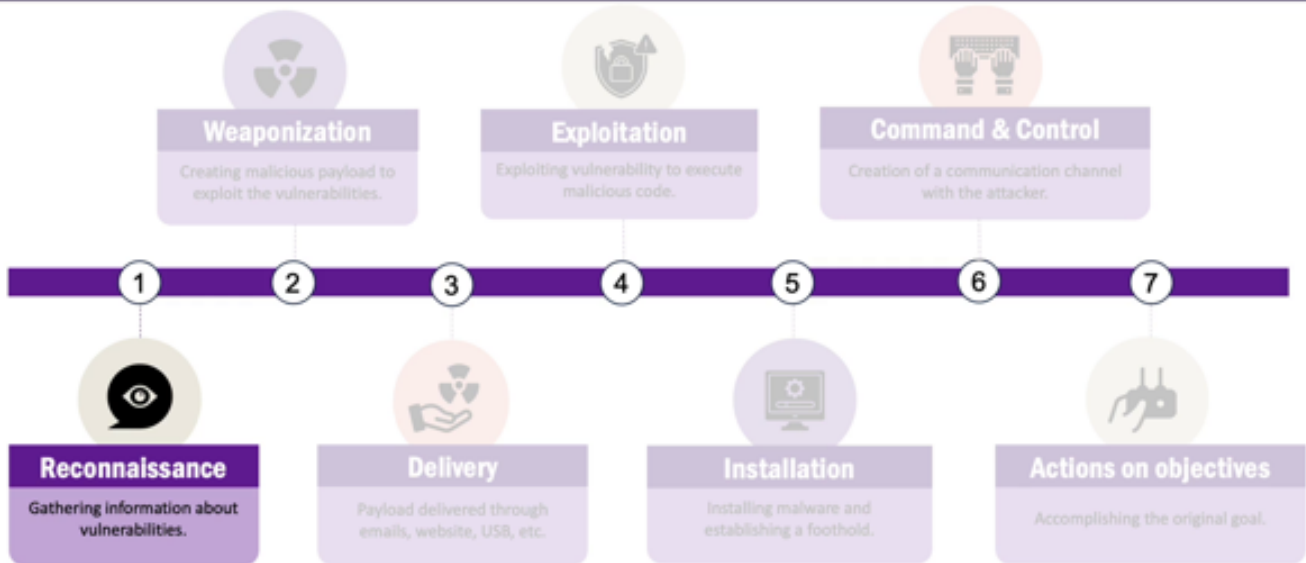 Weaponization
Creating malicious payload to
exploit the vulnerabilities.
Exploitation
Exploiting vulnerability to execute
malicious code.
Command & Control
Creation of a communication channel
with the attacker.
1
2
3
4
5
6
7
Reconnaissance
Gathering information about
vulnerabilities.
Delivery
Payload delivered through
emails, website, USB, etc.
Installation
Installing malware and
establishing a foothold.
Actions on objectives
Accomplishing the original goal.